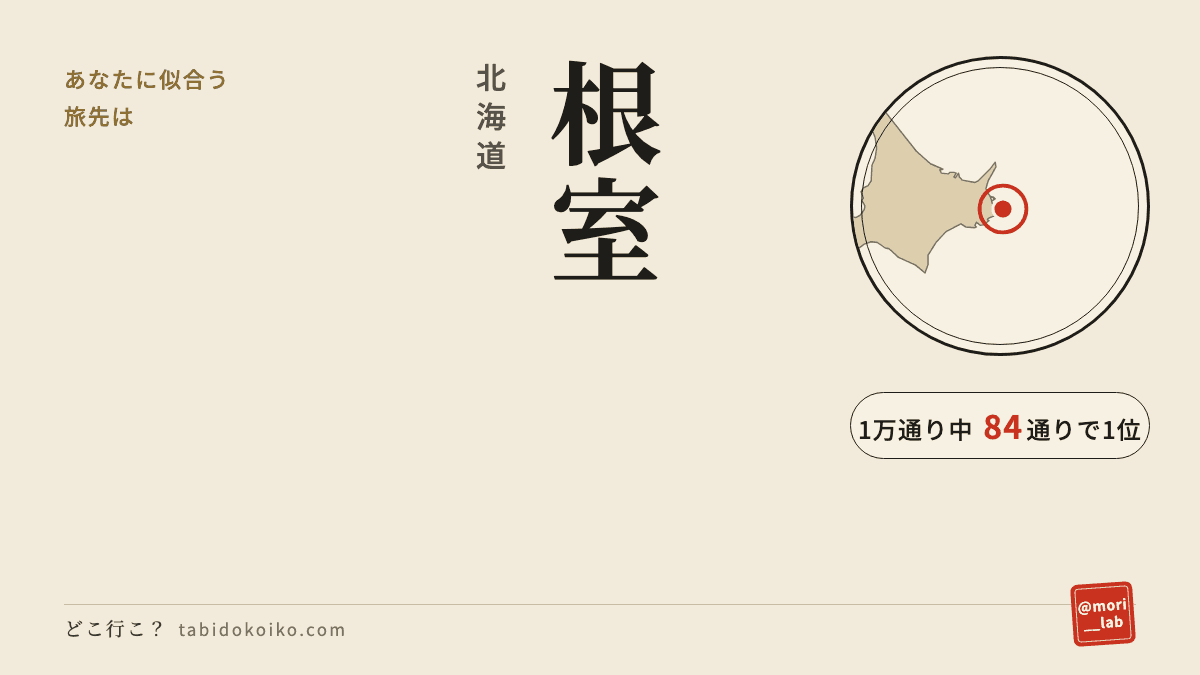 あなたに似合う
旅先は
根室
北海道
1万通り中 84通りで1位
どこ行こ？ tabidokoiko.com
@mori
__lab